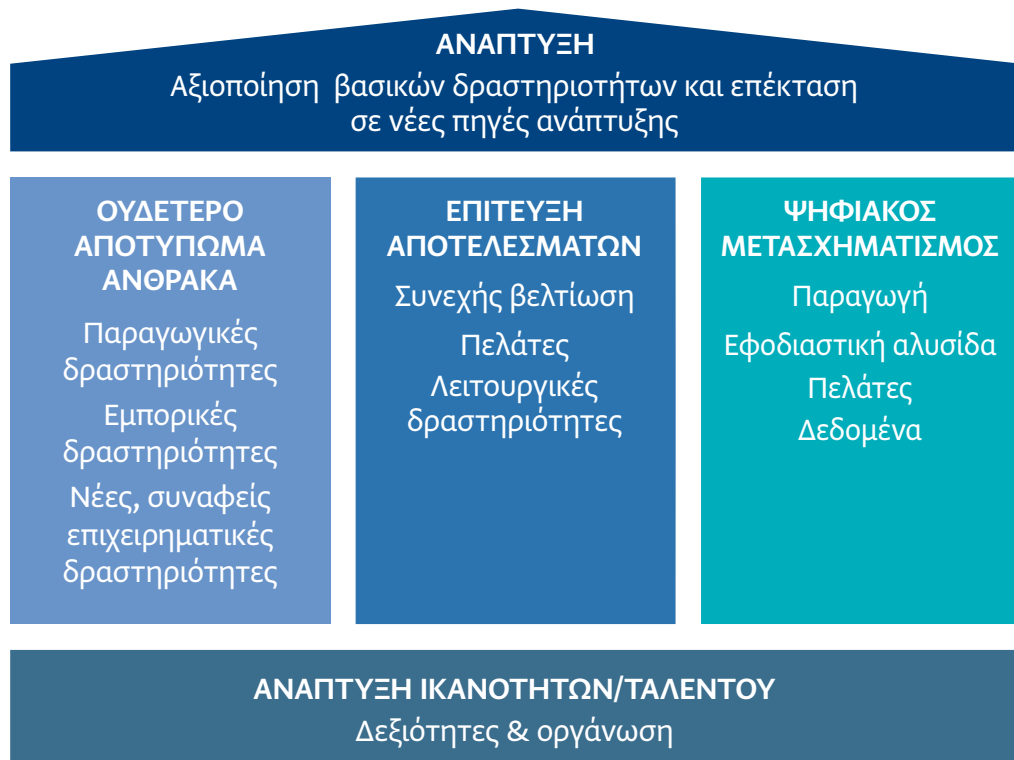 ΑΝΑΠΤΥΞΗ
Αξιοποίηση βασικών δραστηριοτήτων και επέκταση
σε νέες πηγές ανάπτυξης
ΟΥΔΕΤΕΡΟ
ΑΠΟΤΥΠΩΜΑ
ΑΝΘΡΑΚΑ
Παραγωγικές
δραστηριότητες
Εμπορικές
δραστηριότητες
Νέες, συναφείς
επιχειρηματικές
δραστηριότητες
ΕΠΙΤΕΥΞΗ
ΑΠΟΤΕΛΕΣΜΑΤΩΝ
Συνεχής βελτίωση
Πελάτες
Λειτουργικές
δραστηριότητες
ΨΗΦΙΑΚΟΣ
ΜΕΤΑΣΧΗΜΑΤΙΣΜΟΣ
Παραγωγή
Εφοδιαστική αλυσίδα
Πελάτες
Δεδομένα
ΑΝΑΠΤΥΞΗ ΙΚΑΝΟΤΗΤΩΝ/ΤΑΛΕΝΤΟΥ
Δεξιότητες & οργάνωση